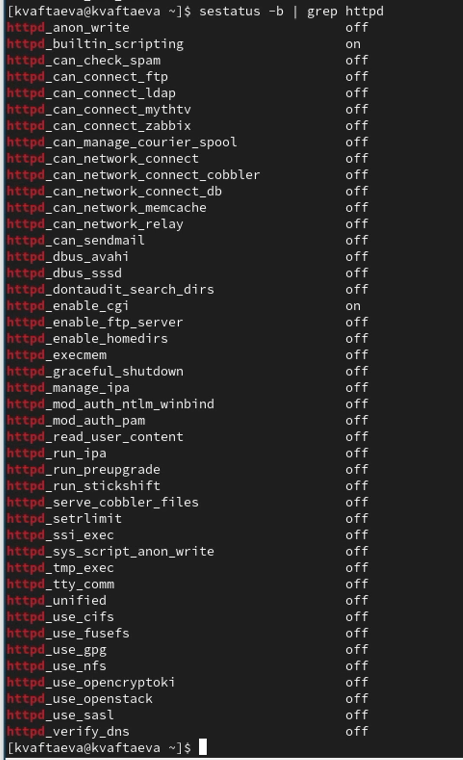 [kvaftaeva@kvaftaeva ~]$ sestatus -b | grep httpd
httpd_anon_write off
httpd_builtin_scripting on
httpd_can_check_spam off
httpd_can_connect_ftp off
httpd_can_connect_ldap off
httpd_can_connect_mythtv off
httpd_can_connect_zabbix off
httpd_can_manage_courier_spool off
httpd_can_network_connect off
httpd_can_network_connect_cobbler off
httpd_can_network_connect_db off
httpd_can_network_memcache off
httpd_can_network_relay off
httpd_can_sendmail off
httpd_dbus_avahi off
httpd_dbus_sssd off
httpd_dontaudit_search_dirs off
httpd_enable_cgi on
httpd_enable_ftp_server off
httpd_enable_homedirs off
httpd_execmem off
httpd_graceful_shutdown off
httpd_manage_ipa off
httpd_mod_auth_ntlm_winbind off
httpd_mod_auth_pam off
httpd_read_user_content off
httpd_run_ipa off
httpd_run_preupgrade off
httpd_run_stickshift off
httpd_serve_cobbler_files off
httpd_setrlimit off
httpd_ssi_exec off
httpd_sys_script_anon_write off
httpd_tmp_exec off
httpd_tty_comm off
httpd_unified off
httpd_use_cifs off
httpd_use_fusefs off
httpd_use_gpg off
httpd_use_nfs off
httpd_use_opencryptoki off
httpd_use_openstack off
httpd_use_sasl off
httpd_verify_dns off
[kvaftaeva@kvaftaeva ~]$